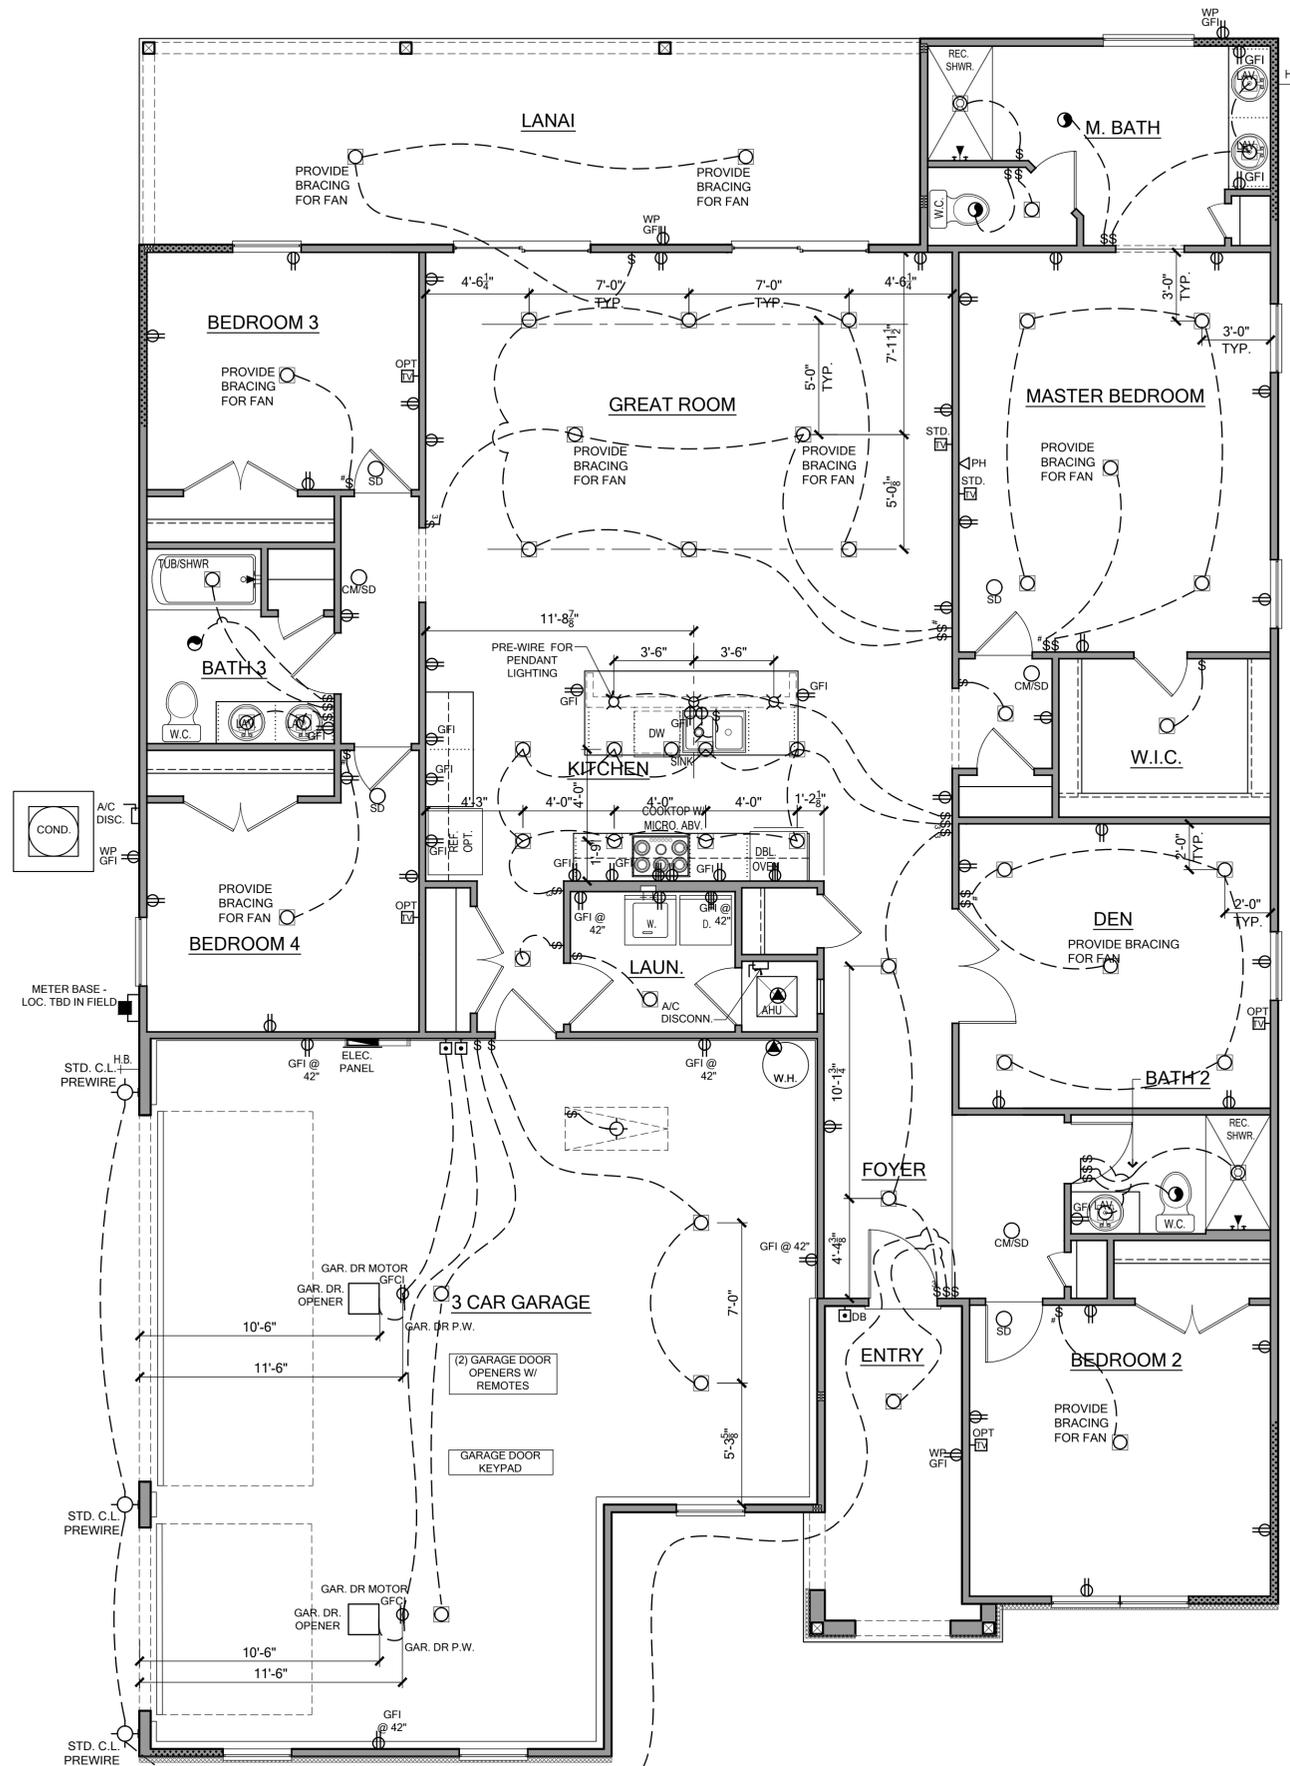 WP
GFI
REC.
SHWR.
GFI
LAV.
H
LANAI
M. BATH
LAV.
GFI
PROVIDE
BRACING
FOR FAN
PROVIDE
BRACING
FOR FAN
W.C.
WP
GFI
4'-6¼"
7'-0"
TYP.
7'-0"
TYP.
4'-6¼"
3'-0"
TYP.
BEDROOM 3
7'-11½"
5'-0"
TYP.
3'-0"
TYP.
PROVIDE
BRACING
FOR FAN
OPT
TV
GREAT ROOM
MASTER BEDROOM
STD.
TV
PROVIDE
BRACING
FOR FAN
PROVIDE
BRACING
FOR FAN
PROVIDE
BRACING
FOR FAN
PH
STD.
TV
SD
5'-0⅛"
TUB/SHWR
CM/SD
SD
11'-8⅞"
PRE-WIRE FOR
PENDANT
LIGHTING
3'-6"
3'-6"
BATH 3
CM/SD
GFI
GFI
W.C.
LAV.
LAV.
GFI
GFI
GFI
DW
SINK
W.I.C.
KITCHEN
GFI
SD
4'-0"
4'-3"
4'-0"
4'-0"
4'-0"
1'-2⅛"
COOKTOP W/
MICRO. ABV.
A/C
DISC.
COND.
WP
GFI
GFI
REF.
OPT.
1'-9"
GFI
GFI
GFI
GFI
DBL.
OVEN
2'-0"
TYP.
PROVIDE
BRACING
FOR FAN
OPT
TV
GFI @
42"
GFI @
42"
W.
D.
2'-0"
TYP.
BEDROOM 4
DEN
PROVIDE BRACING
FOR FAN
LAUN.
METER BASE -
LOC. TBD IN FIELD
A/C
DISCONN.
AHU
OPT
TV
H.B.
STD. C.L.
PREWIRE
GFI @
42"
ELEC.
PANEL
GFI @
42"
W.H.
10'-1¾"
BATH 2
REC.
SHWR.
FOYER
GFI
LAV.
W.C.
4'-4⅜"
CM/SD
GFI @ 42"
GAR. DR MOTOR
GFCI
GAR. DR.
OPENER
3 CAR GARAGE
7'-0"
GAR. DR P.W.
10'-6"
DB
SD
ENTRY
BEDROOM 2
11'-6"
(2) GARAGE DOOR
OPENERS W/
REMOTES
PROVIDE
BRACING
FOR FAN
OPT
TV
WP
GFI
5'-3⅝"
GARAGE DOOR
KEYPAD
STD. C.L.
PREWIRE
GAR. DR MOTOR
GFCI
GAR. DR.
OPENER
GAR. DR P.W.
10'-6"
11'-6"
GFI
@ 42"
STD. C.L.
PREWIRE